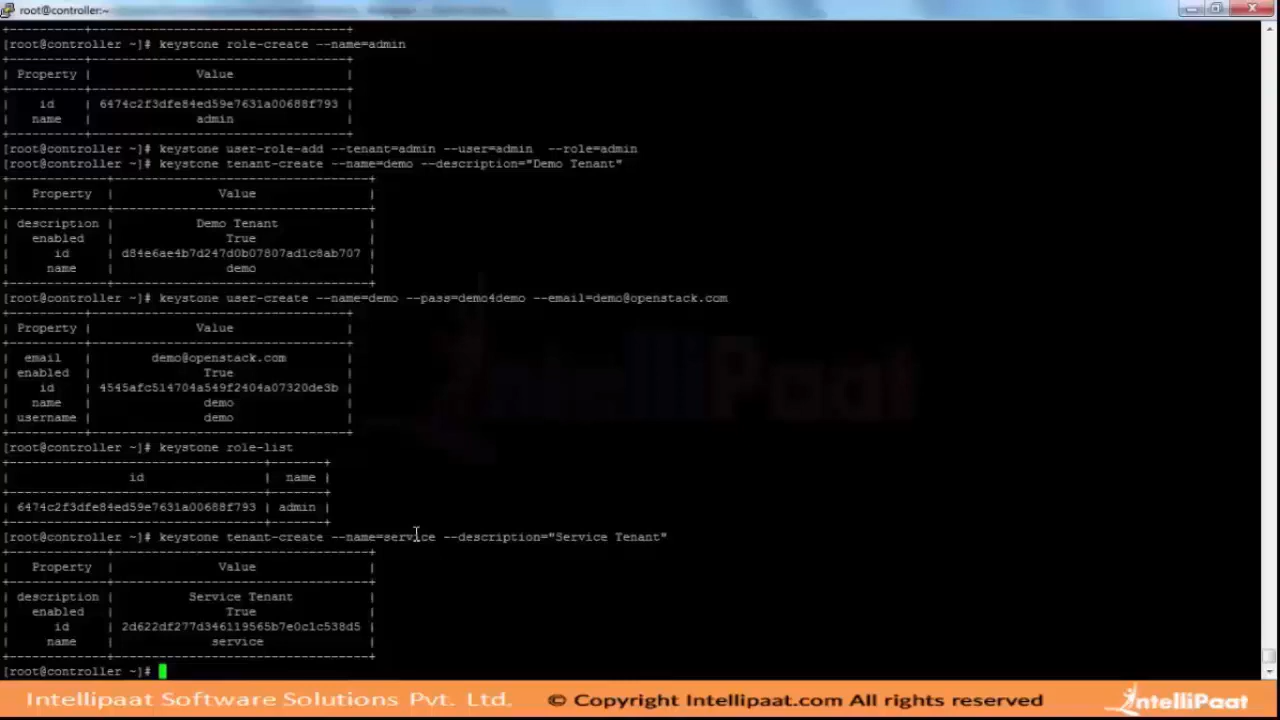 root@controller:~
[root@controller ~]# keystone role-create --name=admin
| Property | Value |
| id | 6474c2f3dfe84ed59e7631a00688f793 |
| name | admin |
[root@controller ~]# keystone user-role-add --tenant=admin --user=admin --role=admin
[root@controller ~]# keystone tenant-create --name=demo --description="Demo Tenant"
| Property | Value |
| description | Demo Tenant |
| enabled | True |
| id | d84e6ae4b7d247d0b07807ad1c8ab707 |
| name | demo |
[root@controller ~]# keystone user-create --name=demo --pass=demo4demo --email=demo@openstack.com
| Property | Value |
| email | demo@openstack.com |
| enabled | True |
| id | 4545afc514704a549f2404a07320de3b |
| name | demo |
| username | demo |
[root@controller ~]# keystone role-list
| id | name |
| 6474c2f3dfe84ed59e7631a00688f793 | admin |
[root@controller ~]# keystone tenant-create --name=service --description="Service Tenant"
| Property | Value |
| description | Service Tenant |
| enabled | True |
| id | 2d622df277d346119565b7e0c1c538d5 |
| name | service |
[root@controller ~]#
IntelliPaat
Intellipaat Software Solutions Pvt. Ltd. © Copyright Intellipaat.com All rights reserved IntelliPaat